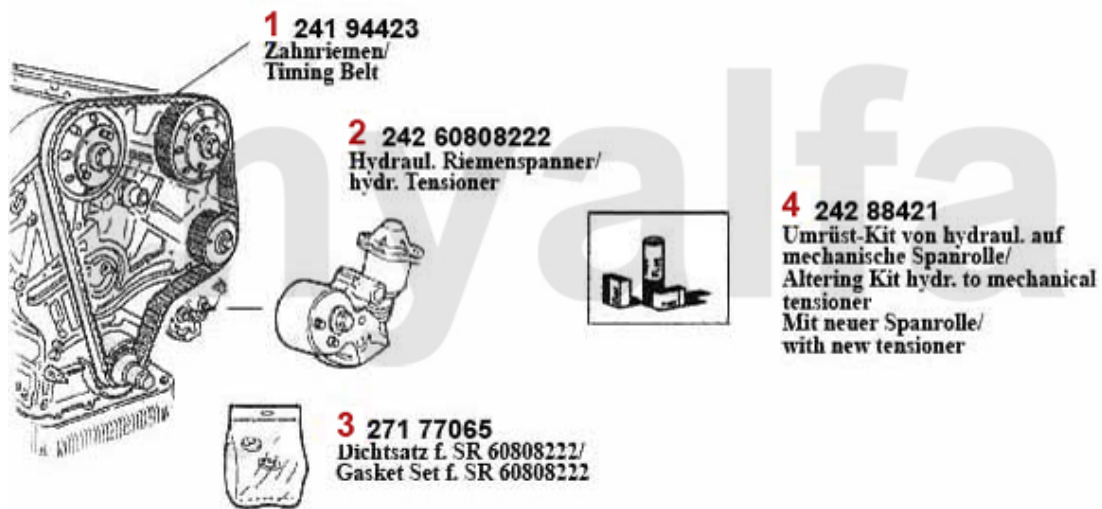 1 241 94423
Zahnriemen/
Timing Belt
2 242 60808222
Hydraul. Riemenspanner/
hydr. Tensioner
4 242 88421
Umrüst-Kit von hydraul. auf
mechanische Spanrolle/
Altering Kit hydr. to mechanical
tensioner
Mit neuer Spanrolle/
with new tensioner
3 271 77065
Dichtsatz f. SR 60808222/
Gasket Set f. SR 60808222
myalfa